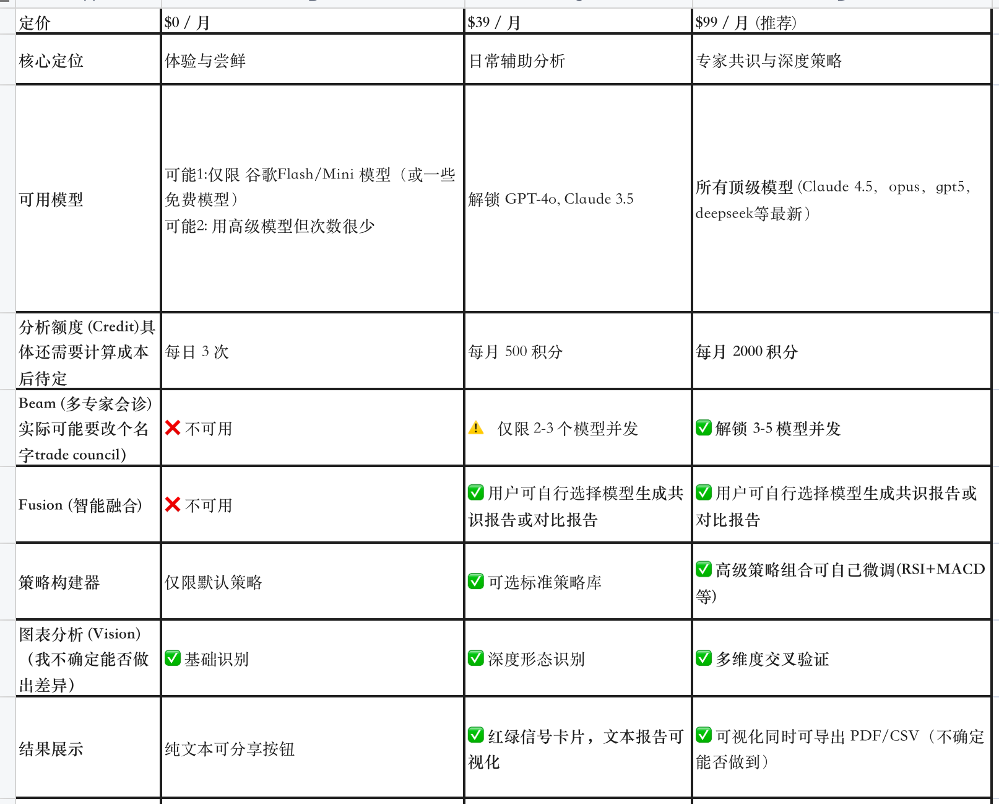 定价
$0 / 月
$39 / 月
$99 / 月 (推荐)
核心定位
体验与尝鲜
日常辅助分析
专家共识与深度策略
可用模型
可能1:仅限 谷歌Flash/Mini 模型（或一些
免费模型）
可能2: 用高级模型但次数很少
解锁 GPT-4o, Claude 3.5
所有顶级模型 (Claude 4.5，opus，gpt5，
deepseek等最新）
分析额度 (Credit)具
体还需要计算成本
后待定
每日 3 次
每月 500 积分
每月 2000 积分
Beam (多专家会诊)
实际可能要改个名
字trade council）
❌ 不可用
⚠️ 仅限 2-3 个模型并发
✅ 解锁 3-5 模型并发
Fusion (智能融合)
❌ 不可用
✅ 用户可自行选择模型生成共
识报告或对比报告
✅ 用户可自行选择模型生成共识报告或
对比报告
策略构建器
仅限默认策略
✅ 可选标准策略库
✅ 高级策略组合可自己微调(RSI+MACD
等)
图表分析 (Vision)
（我不确定能否做
出差异）
✅ 基础识别
✅ 深度形态识别
✅ 多维度交叉验证
结果展示
纯文本可分享按钮
✅ 红绿信号卡片，文本报告可
视化
✅ 可视化同时可导出 PDF/CSV（不确定
能否做到）